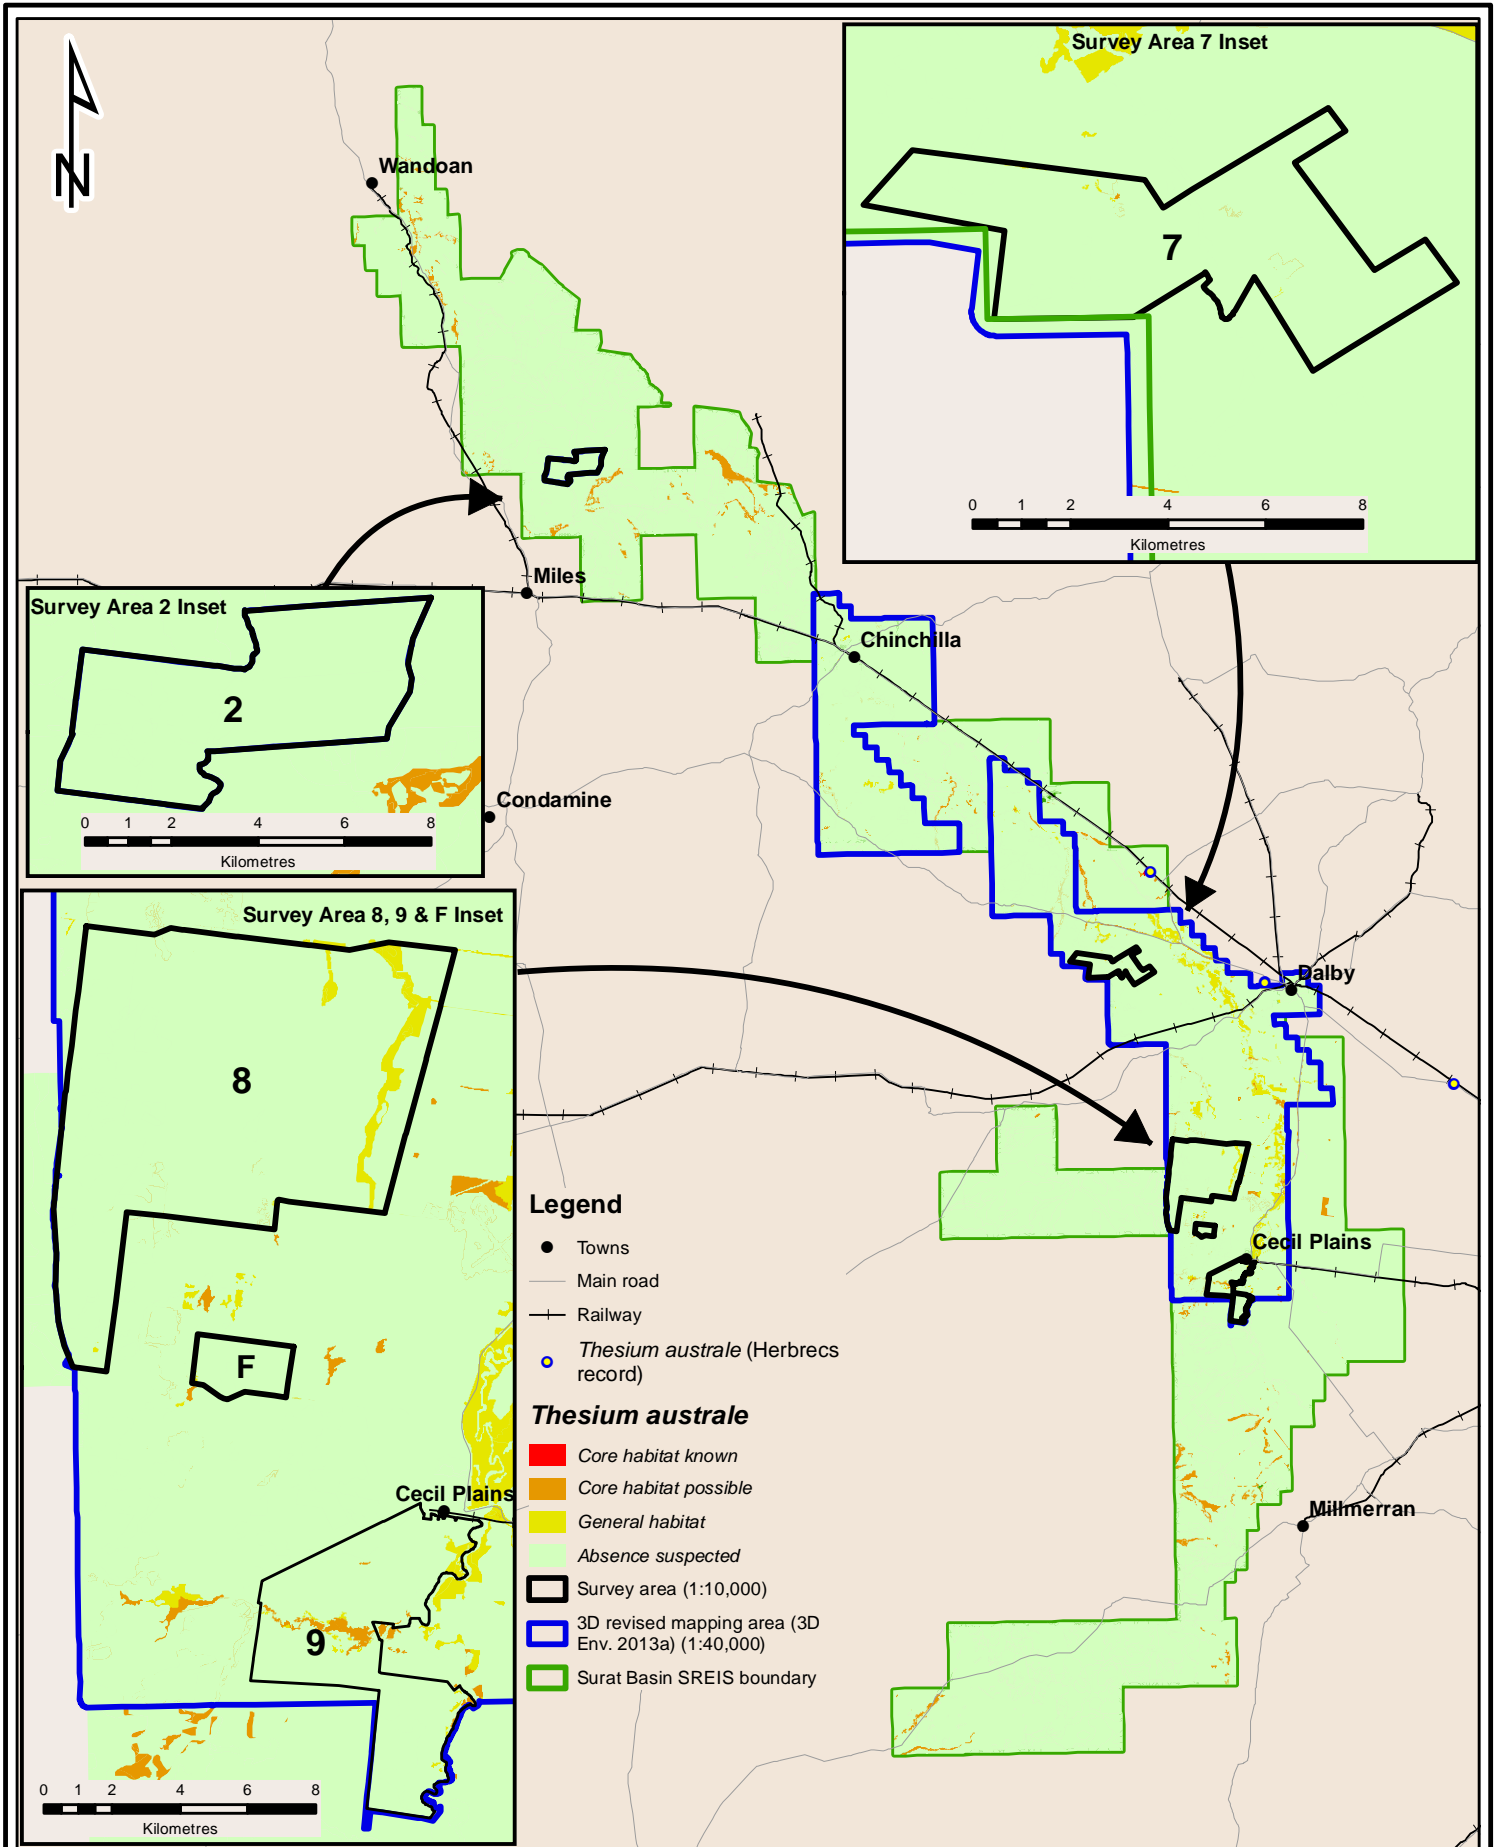 N
Wandoan
Miles
Chinchilla
Condamine
Dalby
Cecil Plains
Millmerran
Survey Area 7 Inset
7
0 1 2 4 6 8
Kilometres
Survey Area 2 Inset
2
0 1 2 4 6 8
Kilometres
Survey Area 8, 9 & F Inset
8
F
Cecil Plains
9
0 1 2 4 6 8
Kilometres
Legend
Towns
Main road
Railway
Thesium australe (Herbrecs
record)
Thesium australe
Core habitat known
Core habitat possible
General habitat
Absence suspected
Survey area (1:10,000)
3D revised mapping area (3D
Env. 2013a) (1:40,000)
Surat Basin SREIS boundary